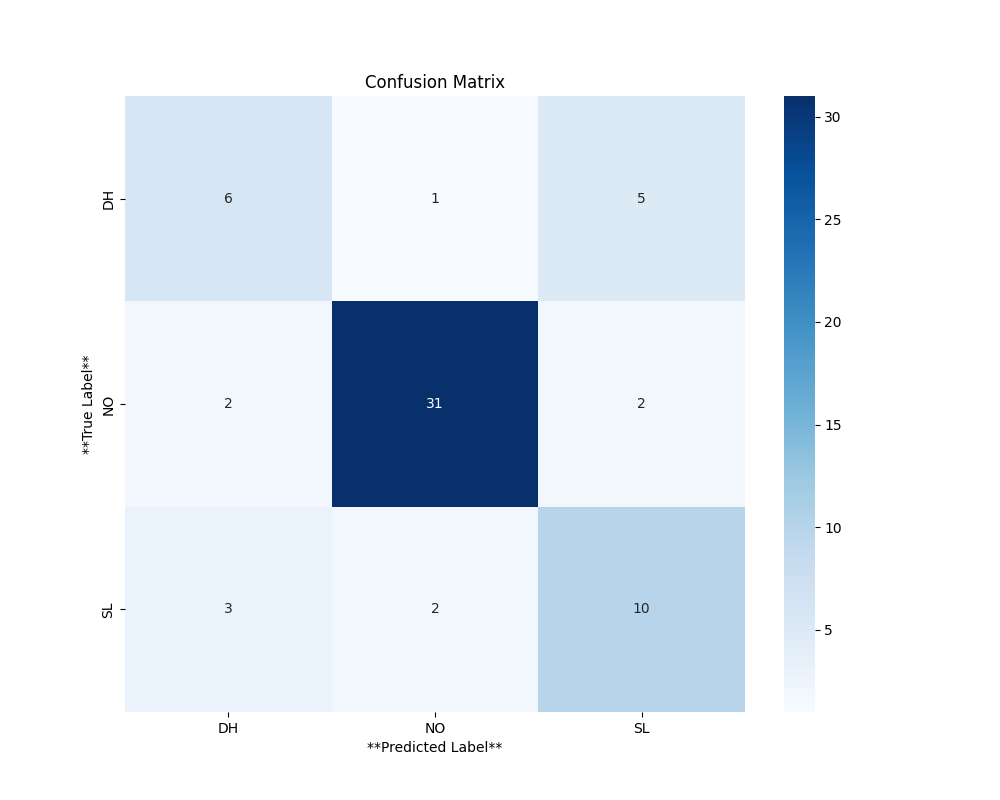 Confusion Matrix
DH 6 1 5
NO 2 31 2
SL 3 2 10
DH NO SL
**True Label**
**Predicted Label**
30
25
20
15
10
5